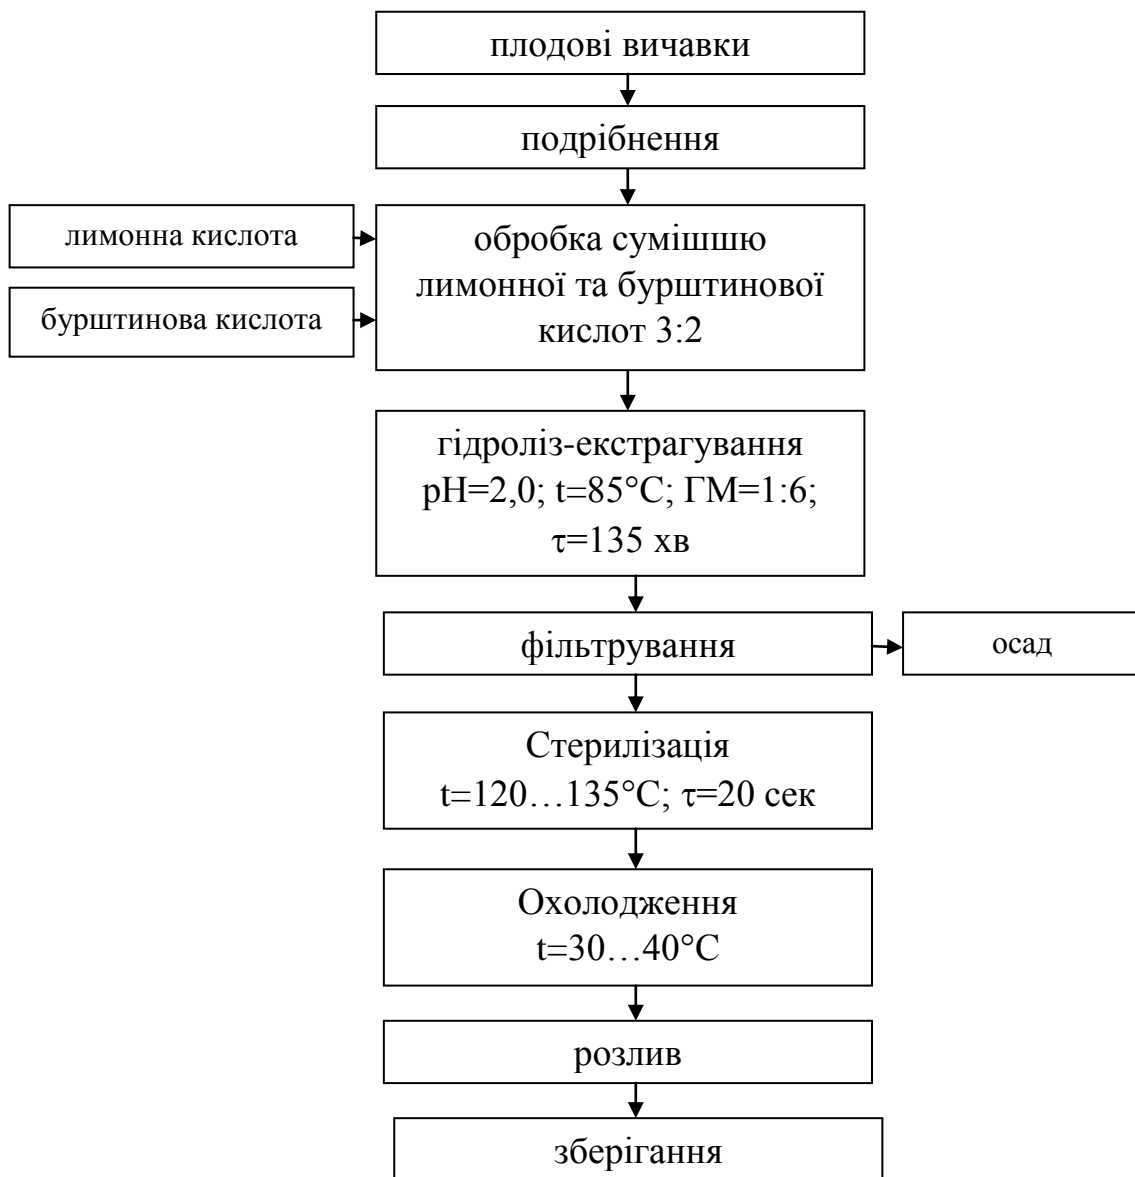 плодові вичавки
подрібнення
лимонна кислота
бурштинова кислота
обробка сумішшю
лимонної та бурштинової
кислот 3:2
гідроліз-екстрагування
pH=2,0; t=85°С; ГМ=1:6;
τ=135 хв
фільтрування
осад
Стерилізація
t=120…135°С; τ=20 сек
Охолодження
t=30…40°С
розлив
зберігання